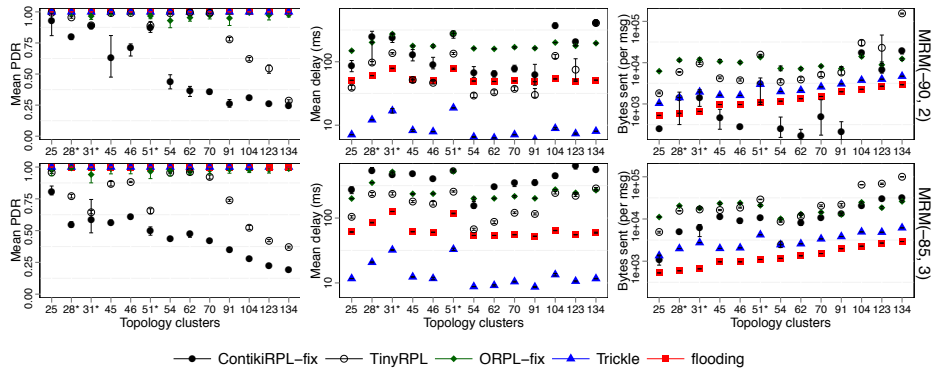 Mean PDR
0.00 0.25 0.50 0.75 1.00
25 28* 31* 45 46 51* 54 62 70 91 104 123 134
Mean delay (ms)
10 100
25 28* 31* 45 46 51* 54 62 70 91 104 123 134
Bytes sent (per msg)
1e+03 1e+04 1e+05
25 28* 31* 45 46 51* 54 62 70 91 104 123 134
MRM(-90, 2)
Mean PDR
0.00 0.25 0.50 0.75 1.00
25 28* 31* 45 46 51* 54 62 70 91 104 123 134
Topology clusters
Mean delay (ms)
10 100
25 28* 31* 45 46 51* 54 62 70 91 104 123 134
Topology clusters
Bytes sent (per msg)
1e+03 1e+04 1e+05
25 28* 31* 45 46 51* 54 62 70 91 104 123 134
Topology clusters
MRM(-85, 3)
ContikiRPL-fix TinyRPL ORPL-fix Trickle flooding